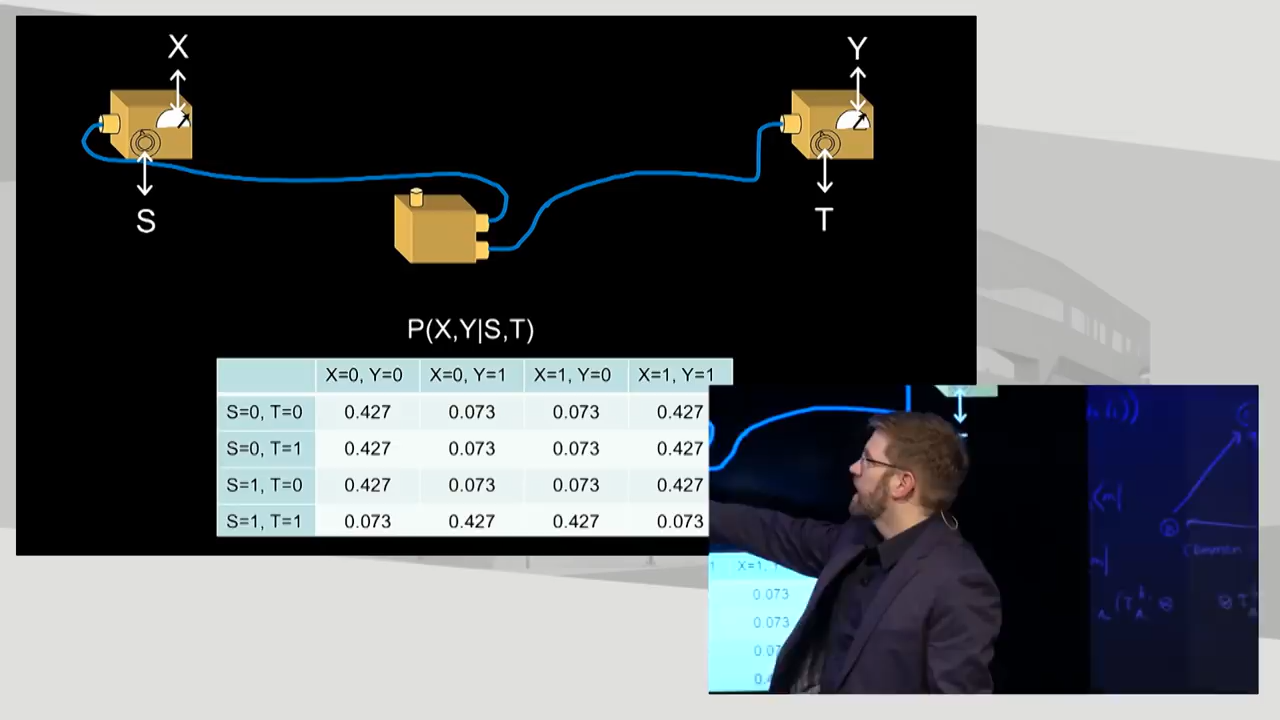 X
Y
S
T
P(X,Y|S,T)
X=0, Y=0 X=0, Y=1 X=1, Y=0 X=1, Y=1
S=0, T=0 0.427 0.073 0.073 0.427
S=0, T=1 0.427 0.073 0.073 0.427
S=1, T=0 0.427 0.073 0.073 0.427
S=1, T=1 0.073 0.427 0.427 0.073
0.073
0.073